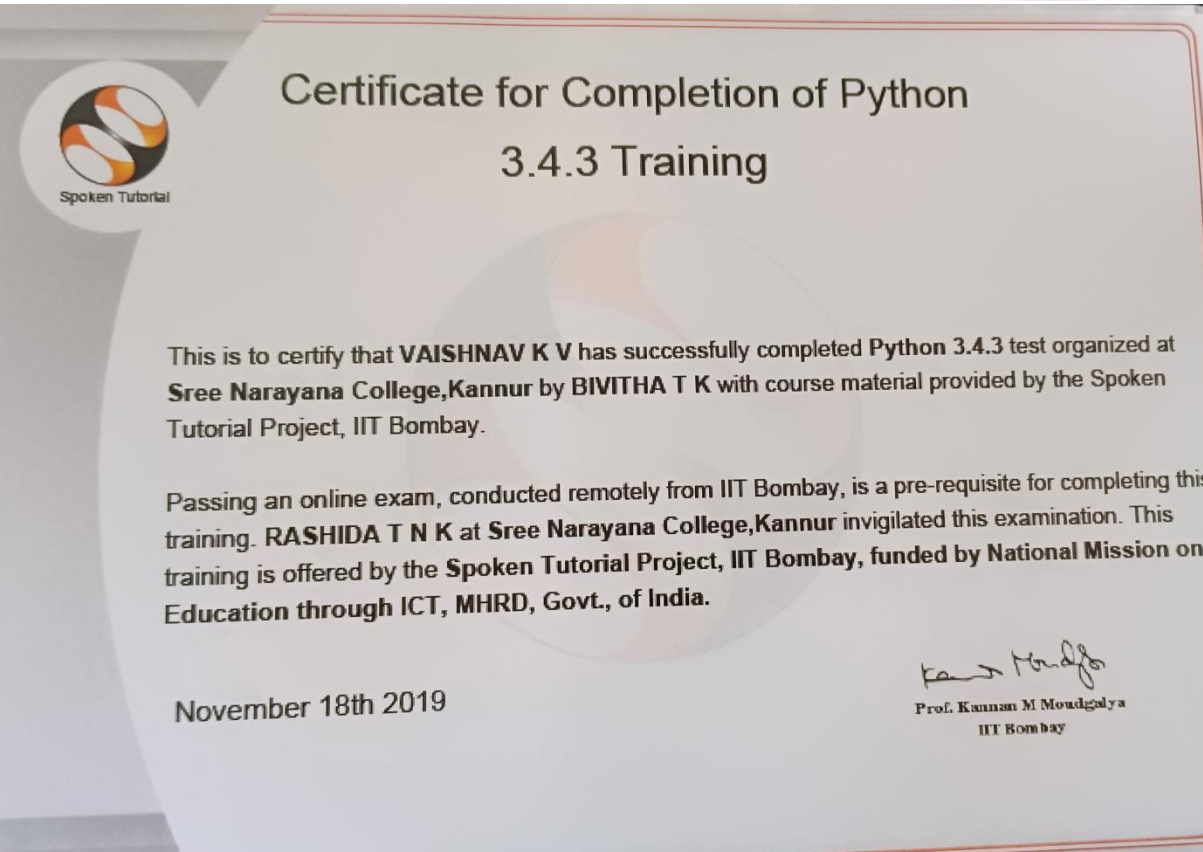 Spoken Tutorial
Certificate for Completion of Python
3.4.3 Training
This is to certify that VAISHNAV K V has successfully completed Python 3.4.3 test organized at
Sree Narayana College,Kannur by BIVITHA T K with course material provided by the Spoken
Tutorial Project, IIT Bombay.
Passing an online exam, conducted remotely from IIT Bombay, is a pre-requisite for completing this
training. RASHIDA T N K at Sree Narayana College,Kannur invigilated this examination. This
training is offered by the Spoken Tutorial Project, IIT Bombay, funded by National Mission on
Education through ICT, MHRD, Govt., of India.
November 18th 2019
Prof. Kannan M Moudgalya
IIT Bombay